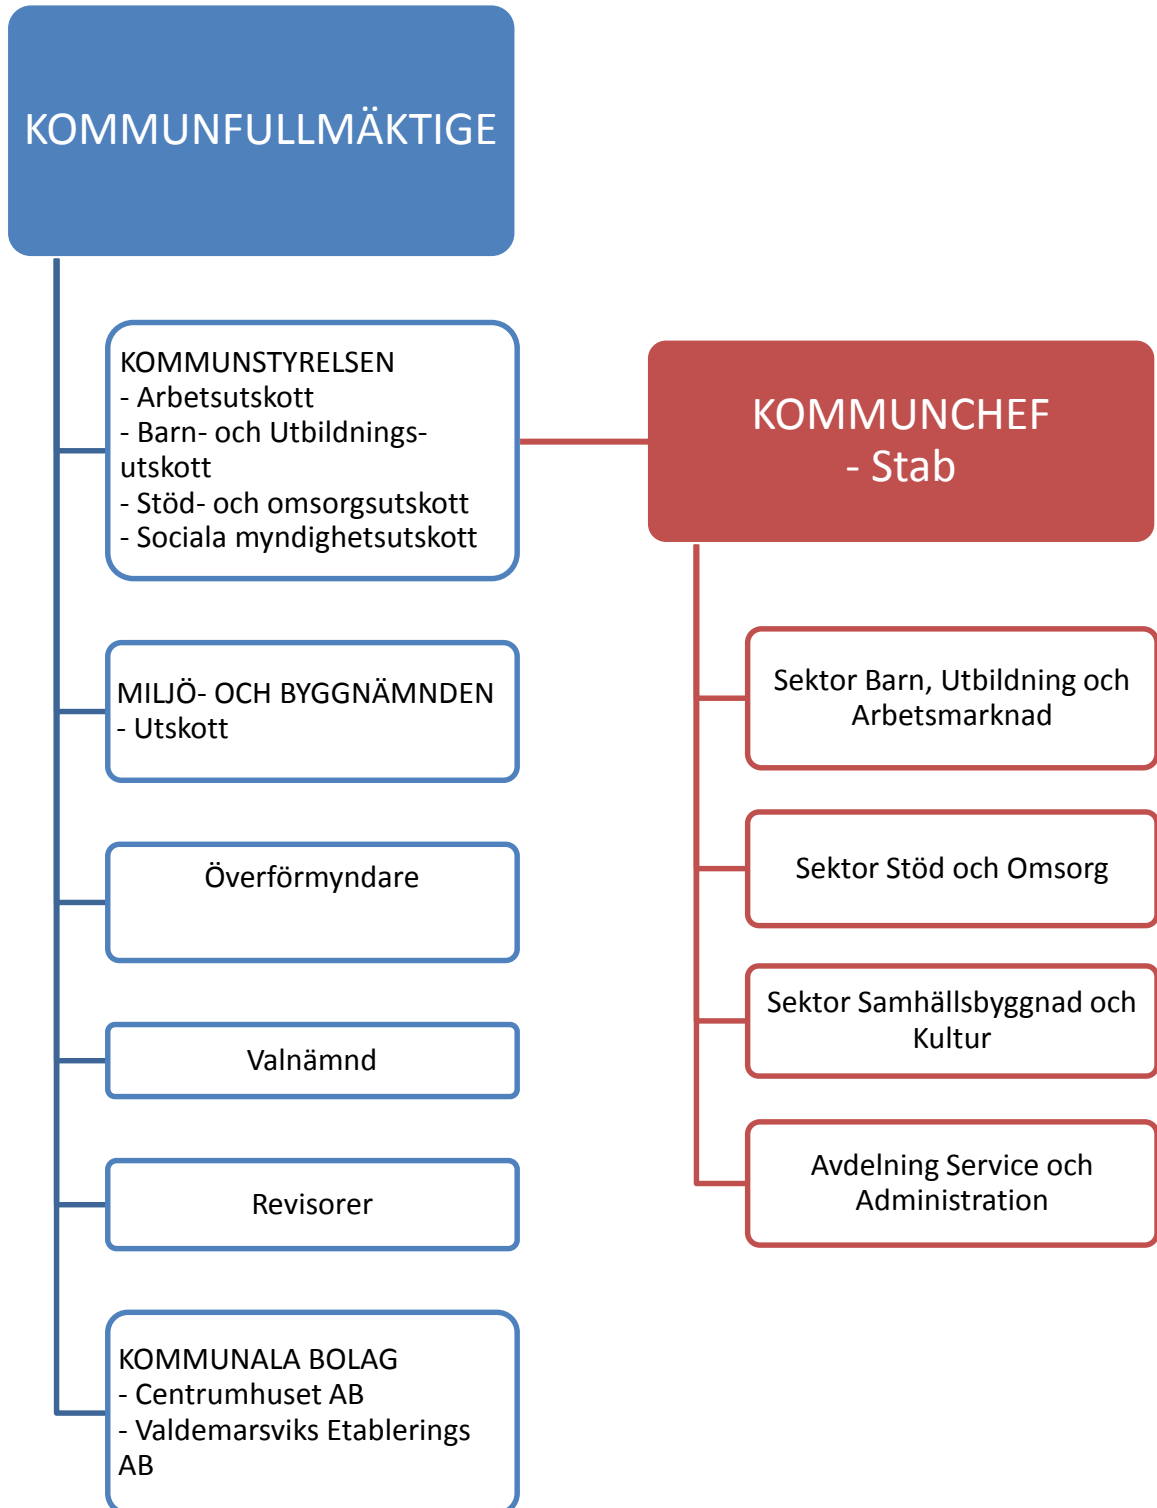 KOMMUNFULLMÄKTIGE
KOMMUNSTYRELSEN
- Arbetsutskott
- Barn- och Utbildnings-
utskott
- Stöd- och omsorgsutskott
- Sociala myndighetsutskott
MILJÖ- OCH BYGGNÄMNDEN
- Utskott
Överförmyndare
Valnämnd
Revisorer
KOMMUNALA BOLAG
- Centrumhuset AB
- Valdemarsviks Etablerings
AB
KOMMUNCHEF
- Stab
Sektor Barn, Utbildning och
Arbetsmarknad
Sektor Stöd och Omsorg
Sektor Samhällsbyggnad och
Kultur
Avdelning Service och
Administration